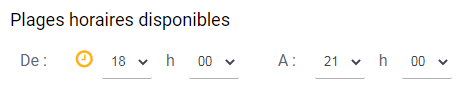 Plages horaires disponibles
De : 18 h 00 A : 21 h 00